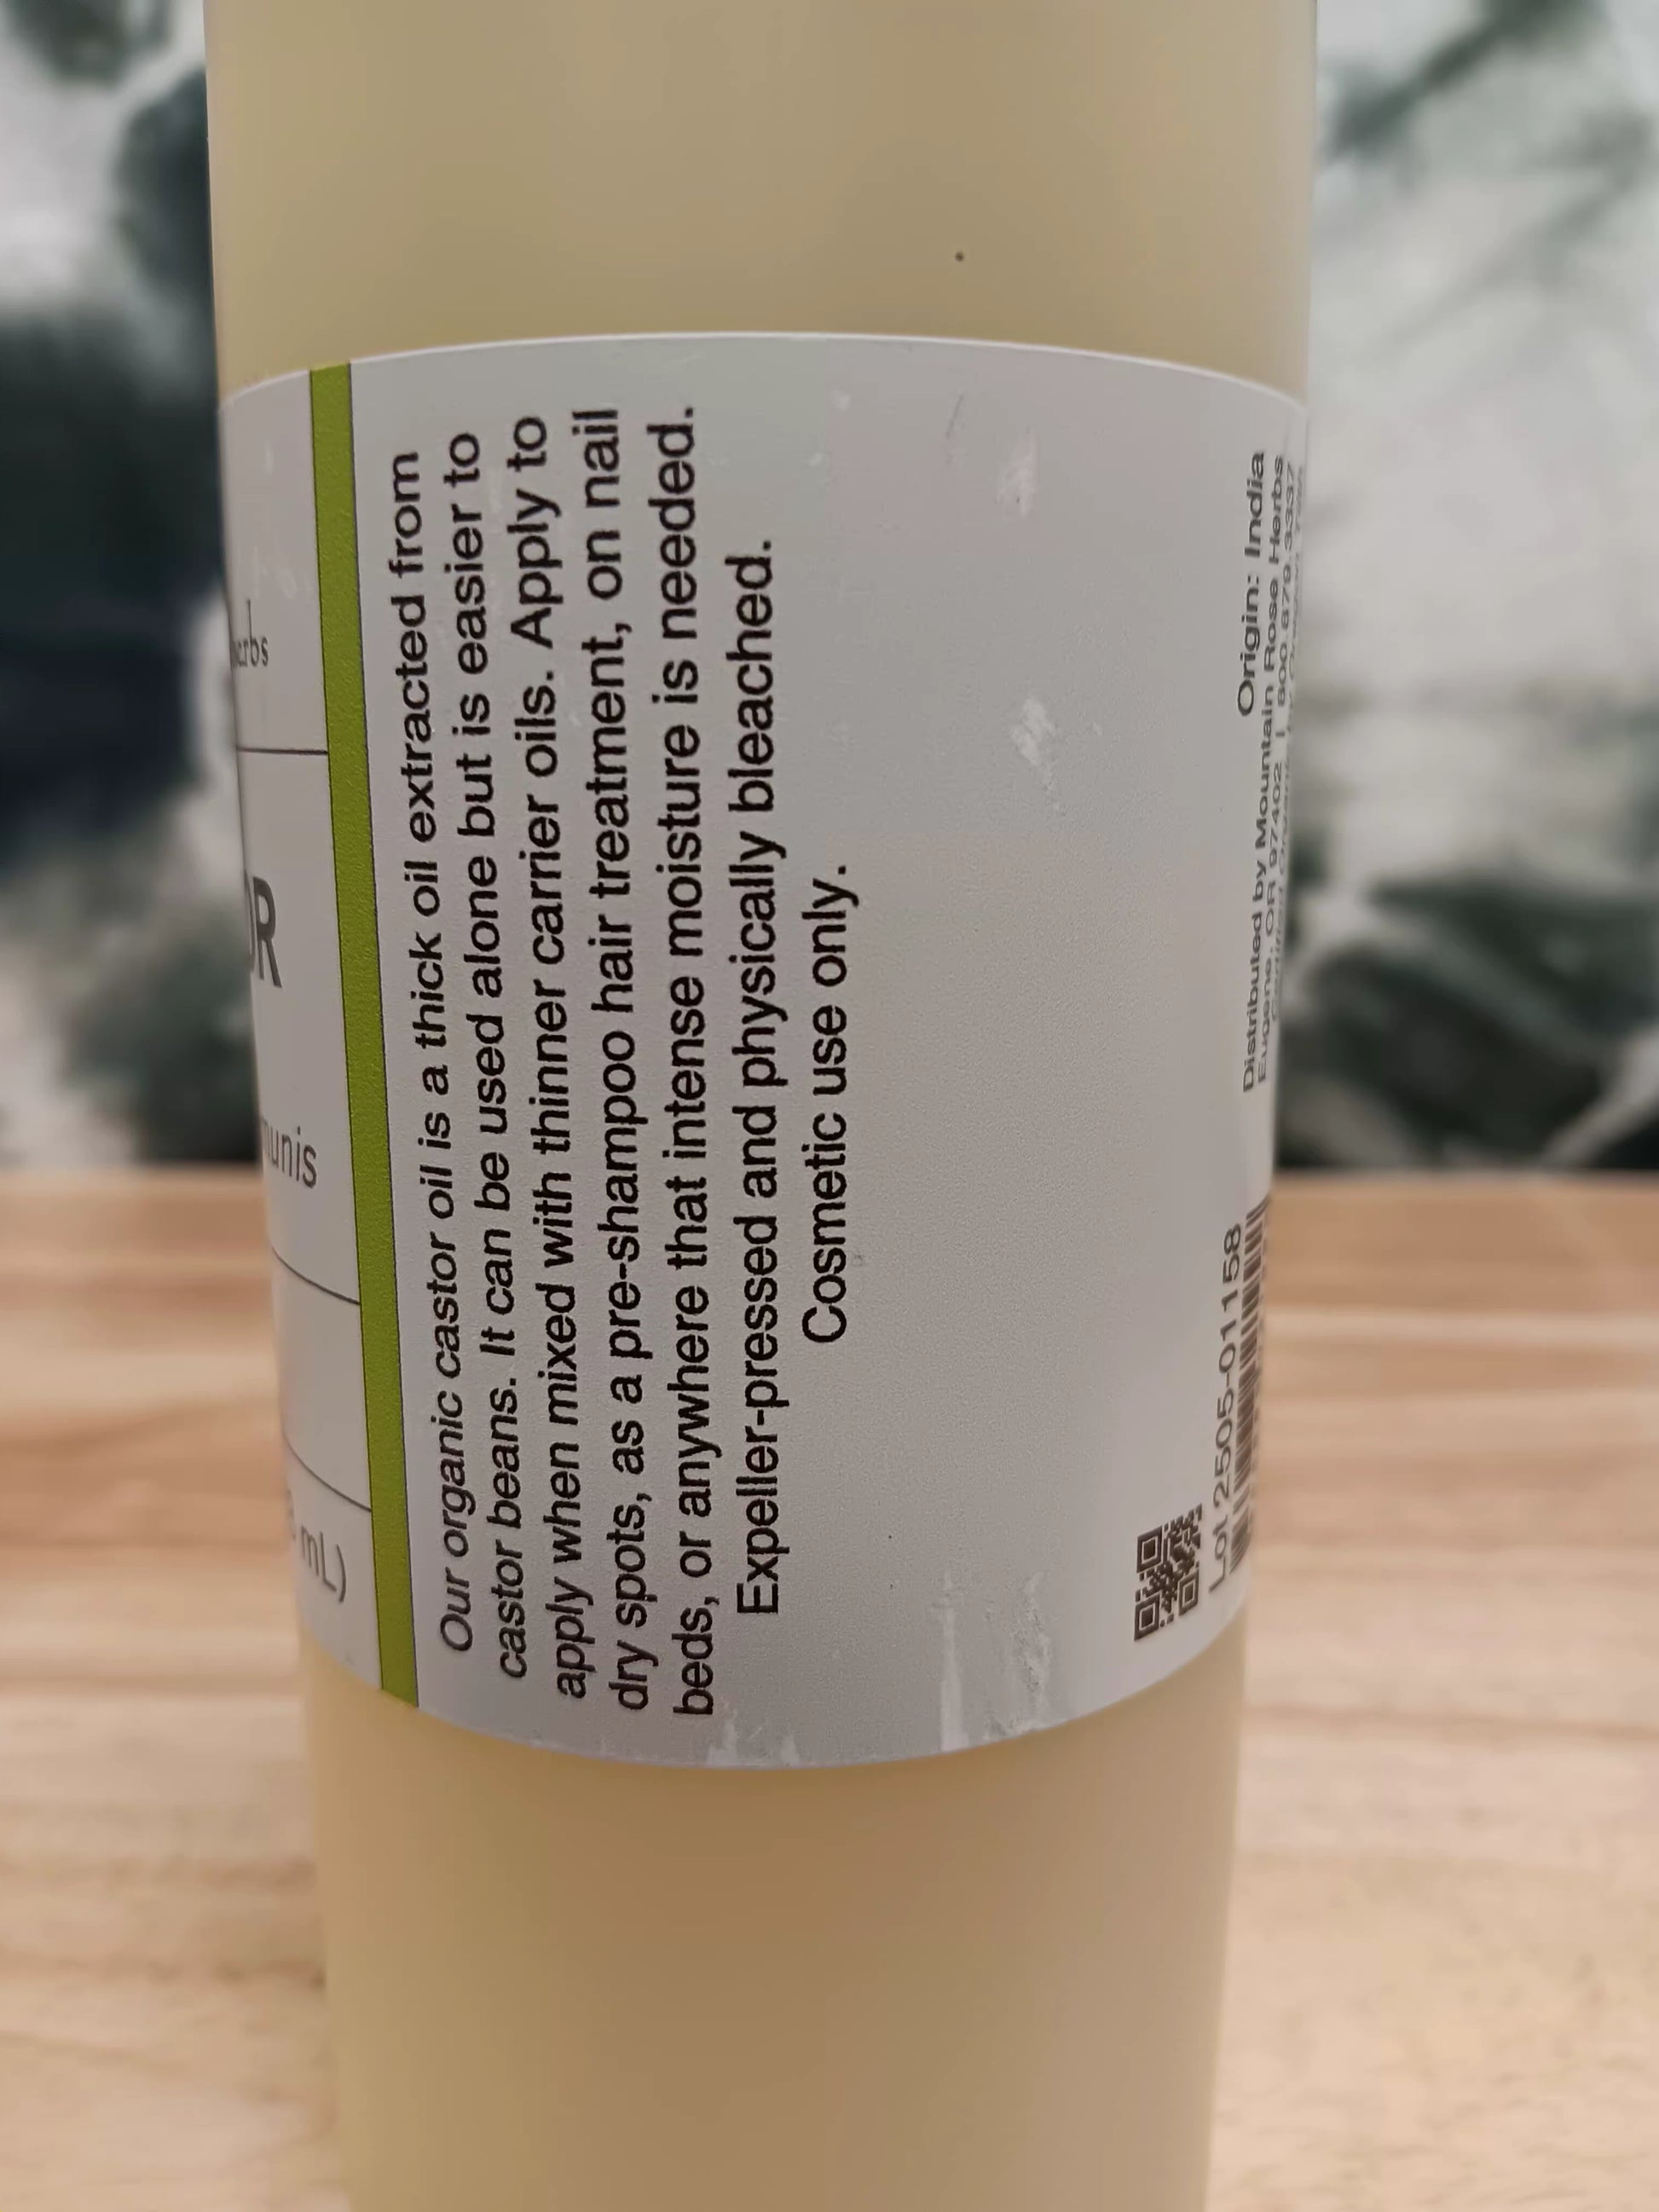 Our organic castor oil is a thick oil extracted from
castor beans. It can be used alone but is easier to
apply when mixed with thinner carrier oils. Apply to
dry spots, as a pre-shampoo hair treatment, on nail
beds, or anywhere that intense moisture is needed.
Expeller-pressed and physically bleached.
Cosmetic use only.
Lot 2505-01158
Origin: India
Distributed by Mountain Rose Herbs
Eugene, OR 97402 |
mL)